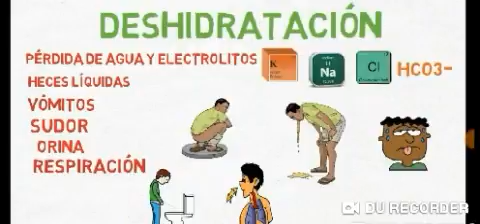 DESHIDRATACIÓN
PÉRDIDA DE AGUA Y ELECTROLITOS K Na Cl HCO3-
HECES LÍQUIDAS
VÓMITOS
SUDOR
ORINA
RESPIRACIÓN
DU RECORDER